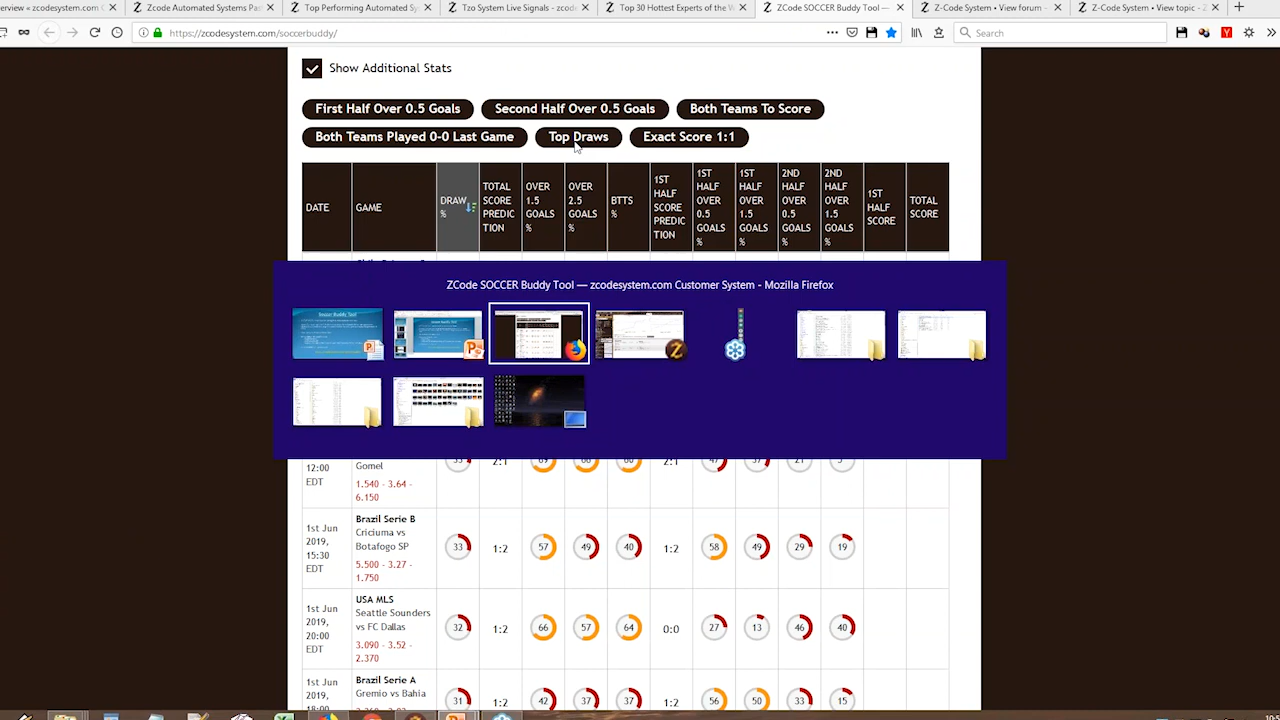 erview « zcodesystem.com C
Zcode Automated Systems Pas
Top Performing Automated Sy
Tzo System Live Signals - zcode
Top 30 Hottest Experts of the W
ZCode SOCCER Buddy Tool —
Z-Code System • View forum -
Z-Code System • View topic - Z
https://zcodesystem.com/soccerbuddy/
Search
Show Additional Stats
First Half Over 0.5 Goals
Second Half Over 0.5 Goals
Both Teams To Score
Both Teams Played 0-0 Last Game
Top Draws
Exact Score 1:1
DATE
GAME
DRAW
%
TOTAL
SCORE
PREDIC
TION
OVER
1.5
GOALS
%
OVER
2.5
GOALS
%
BTTS
%
1ST
HALF
SCORE
PREDIC
TION
1ST
HALF
OVER
0.5
GOALS
%
1ST
HALF
OVER
1.5
GOALS
%
2ND
HALF
OVER
0.5
GOALS
%
2ND
HALF
OVER
1.5
GOALS
%
1ST
HALF
SCORE
TOTAL
SCORE
ZCode SOCCER Buddy Tool — zcodesystem.com Customer System - Mozilla Firefox
Soccer Buddy Tool
12:00
EDT
Gomel
1.540 - 3.64 -
6.150
2:1
2:1
1st Jun
2019,
15:30
EDT
Brazil Serie B
Criciuma vs
Botafogo SP
5.500 - 3.27 -
1.750
33
1:2
57
49
40
1:2
58
49
29
19
1st Jun
2019,
20:00
EDT
USA MLS
Seattle Sounders
vs FC Dallas
3.090 - 3.52 -
2.370
32
1:2
66
57
64
0:0
27
13
46
40
1st Jun
2019,
Brazil Serie A
Gremio vs Bahia
31
1:2
42
37
37
1:2
56
50
33
15